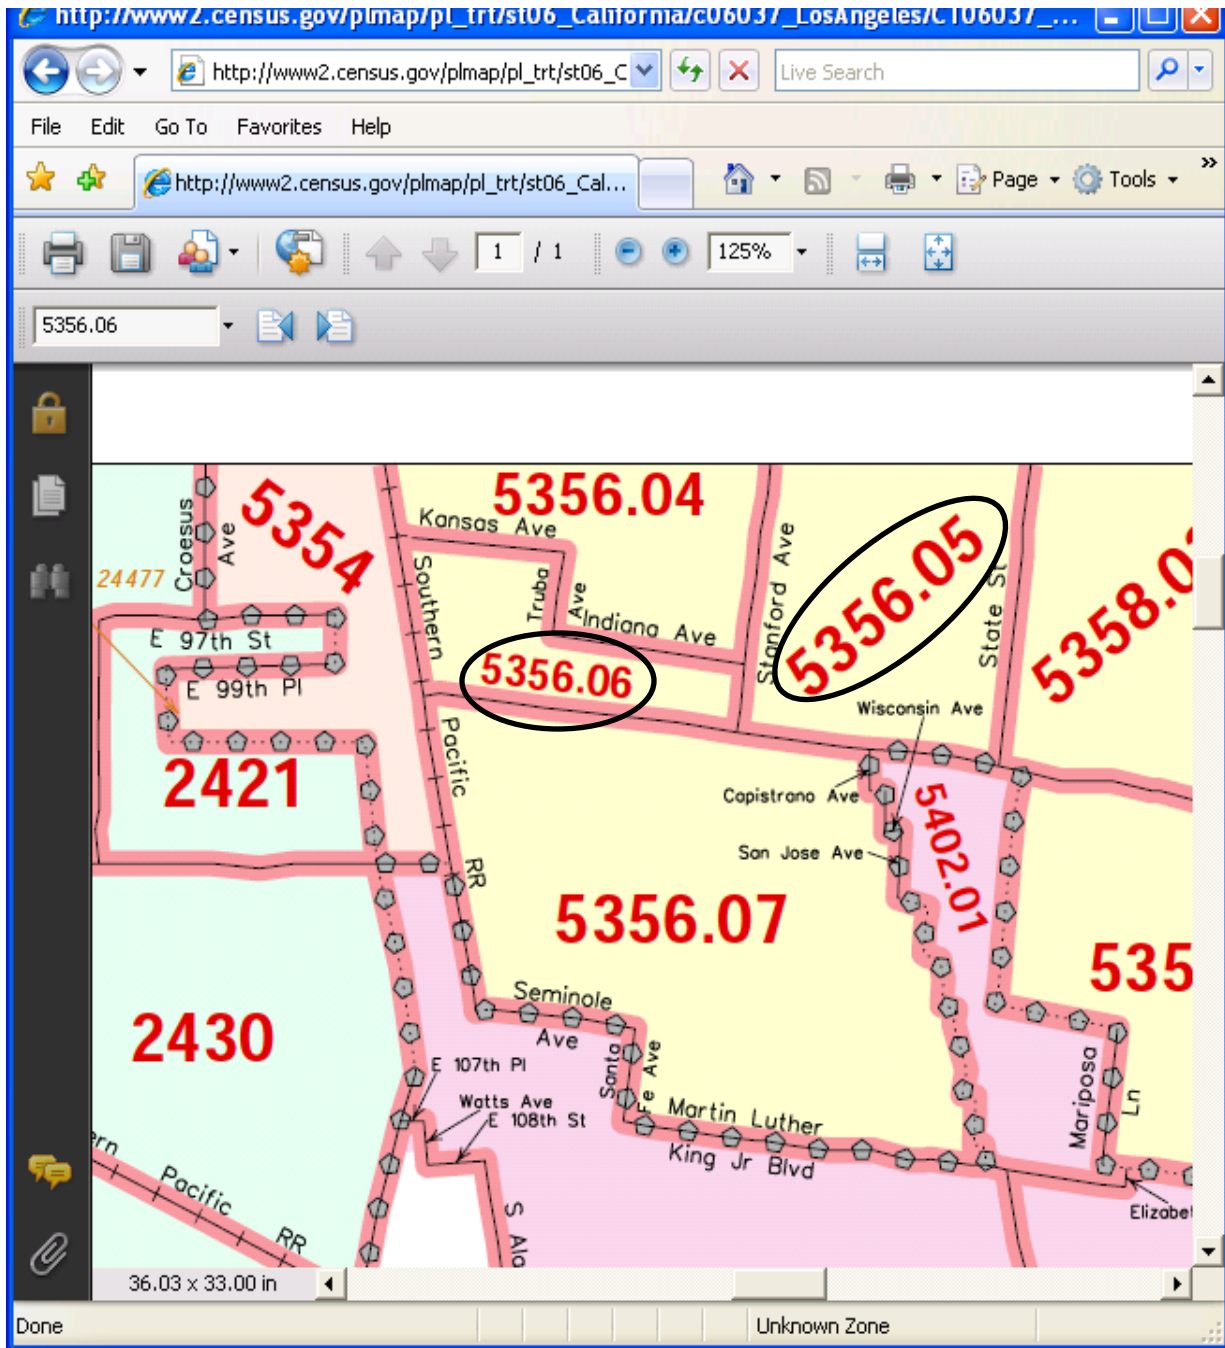 http://www2.census.gov/plmap/pl_trt/st06_California/c06037_LosAngeles/CT06037_...
http://www2.census.gov/plmap/pl_trt/st06_C
Live Search
File Edit Go To Favorites Help
http://www2.census.gov/plmap/pl_trt/st06_Cal...
Page Tools »
1 / 1 125%
5356.06
5356.04
5354
Croesus Ave
Kansas Ave
Southern
Truba Ave
Stanford Ave
5356.05
State St
5358.0
24477
Indiana Ave
E 97th St
5356.06
E 99th Pl
Wisconsin Ave
Pacific
2421
Capistrano Ave
5402.01
San Jose Ave
RR
5356.07
535
Seminole Ave
2430
Santa Fe Ave
E 107th Pl
Mariposa Ln
Watts Ave
E 108th St
Martin Luther
King Jr Blvd
ern
Pacific
RR
S Ala
Elizabet
36.03 x 33.00 in
Done
Unknown Zone